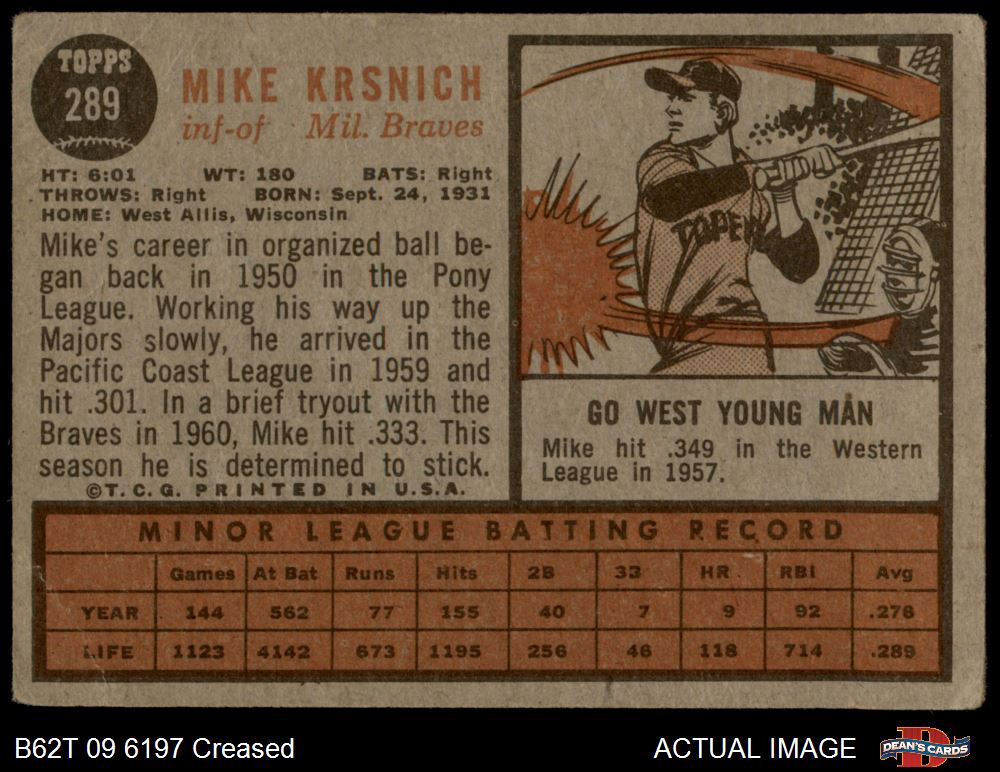 TOPPS
289
MIKE KRSNICH
inf-of Mil. Braves
HT: 6:01 WT: 180 BATS: Right
THROWS: Right BORN: Sept. 24, 1931
HOME: West Allis, Wisconsin
Mike's career in organized ball be-
gan back in 1950 in the Pony
League. Working his way up the
Majors slowly, he arrived in the
Pacific Coast League in 1959 and
hit .301. In a brief tryout with the
Braves in 1960, Mike hit .333. This
season he is determined to stick.
©T.C.G. PRINTED IN U.S.A.
TOPEK
GO WEST YOUNG MAN
Mike hit .349 in the Western
League in 1957.
MINOR LEAGUE BATTING RECORD
Games At Bat Runs Hits 2B 3B HR RBI Avg
YEAR 144 562 77 155 40 7 9 92 .276
LIFE 1123 4142 673 1195 256 46 118 714 .289
B62T 09 6197 Creased
ACTUAL IMAGE
DEAN'S CARDS